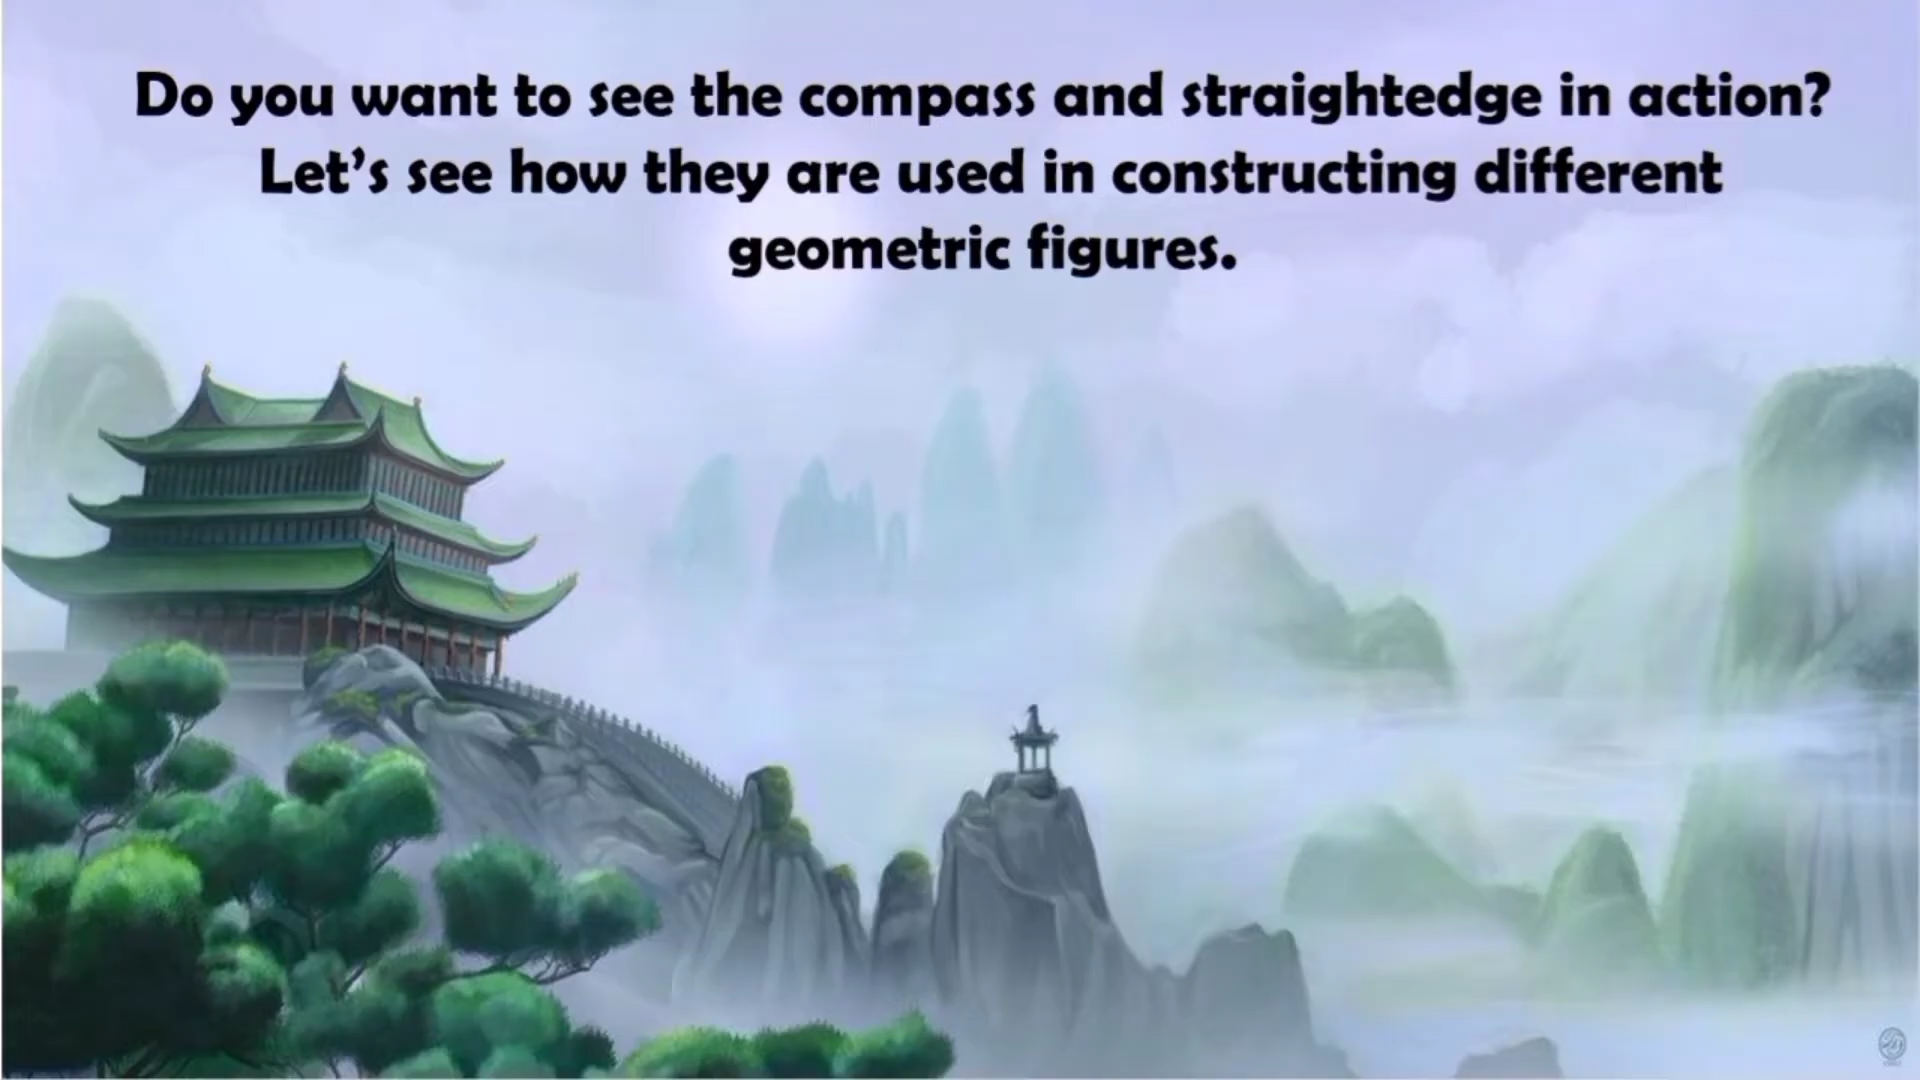 Do you want to see the compass and straightedge in action?
Let’s see how they are used in constructing different
geometric figures.